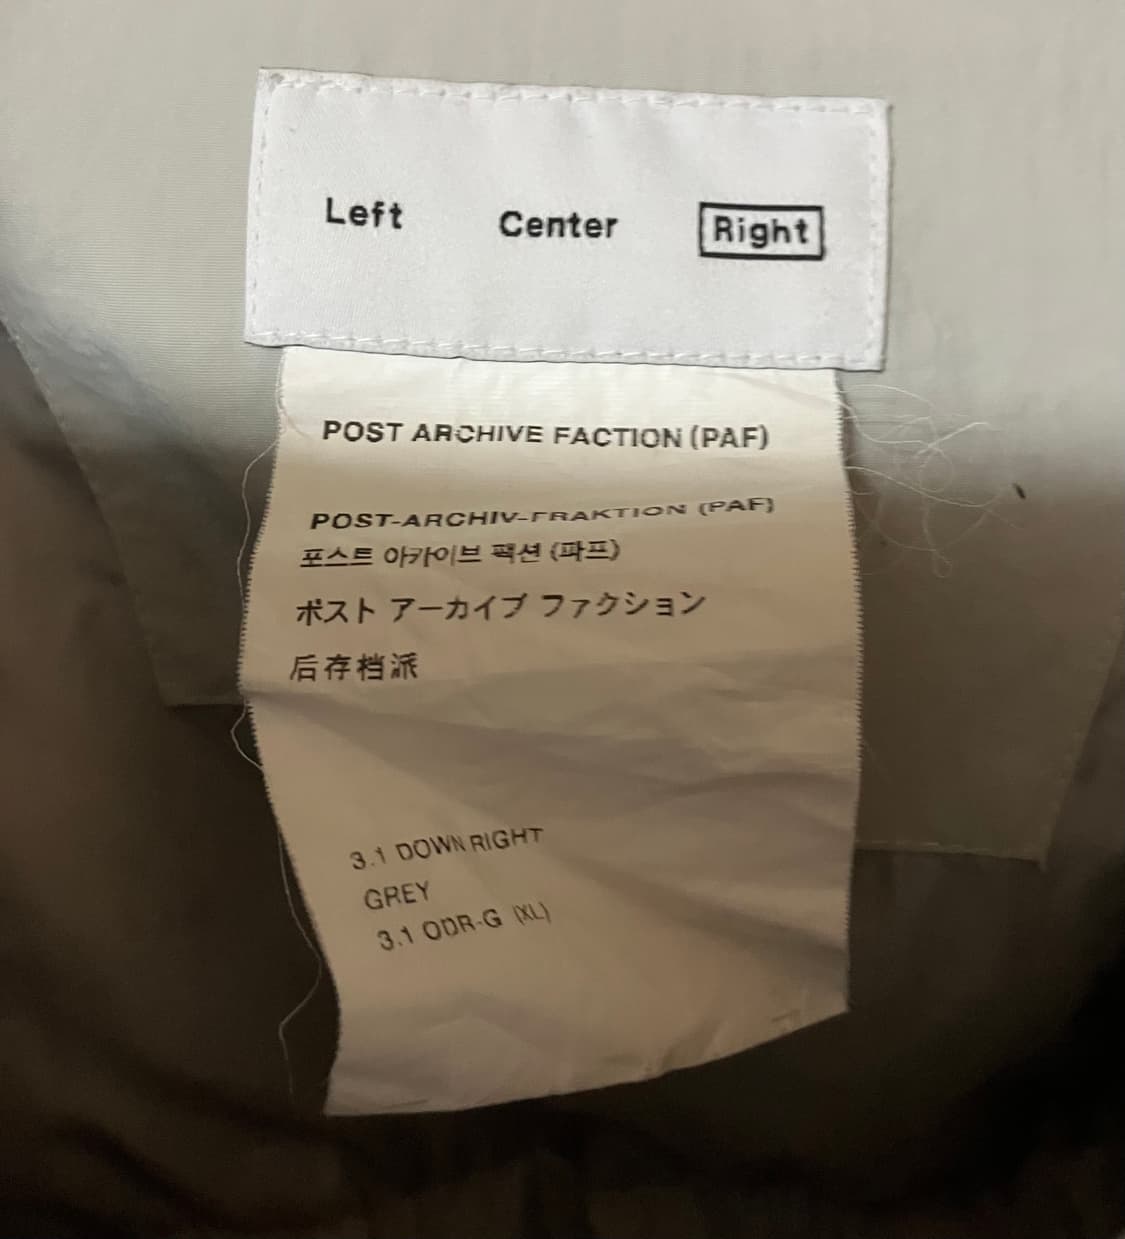 Left Center Right
POST ARCHIVE FACTION (PAF)
POST-ARCHIV-FRAKTION (PAF)
포스트 아카이브 팩션 (파프)
ポスト アーカイブ ファクション
后存档派
3.1 DOWN RIGHT
GREY
3.1 ODR-G (XL)